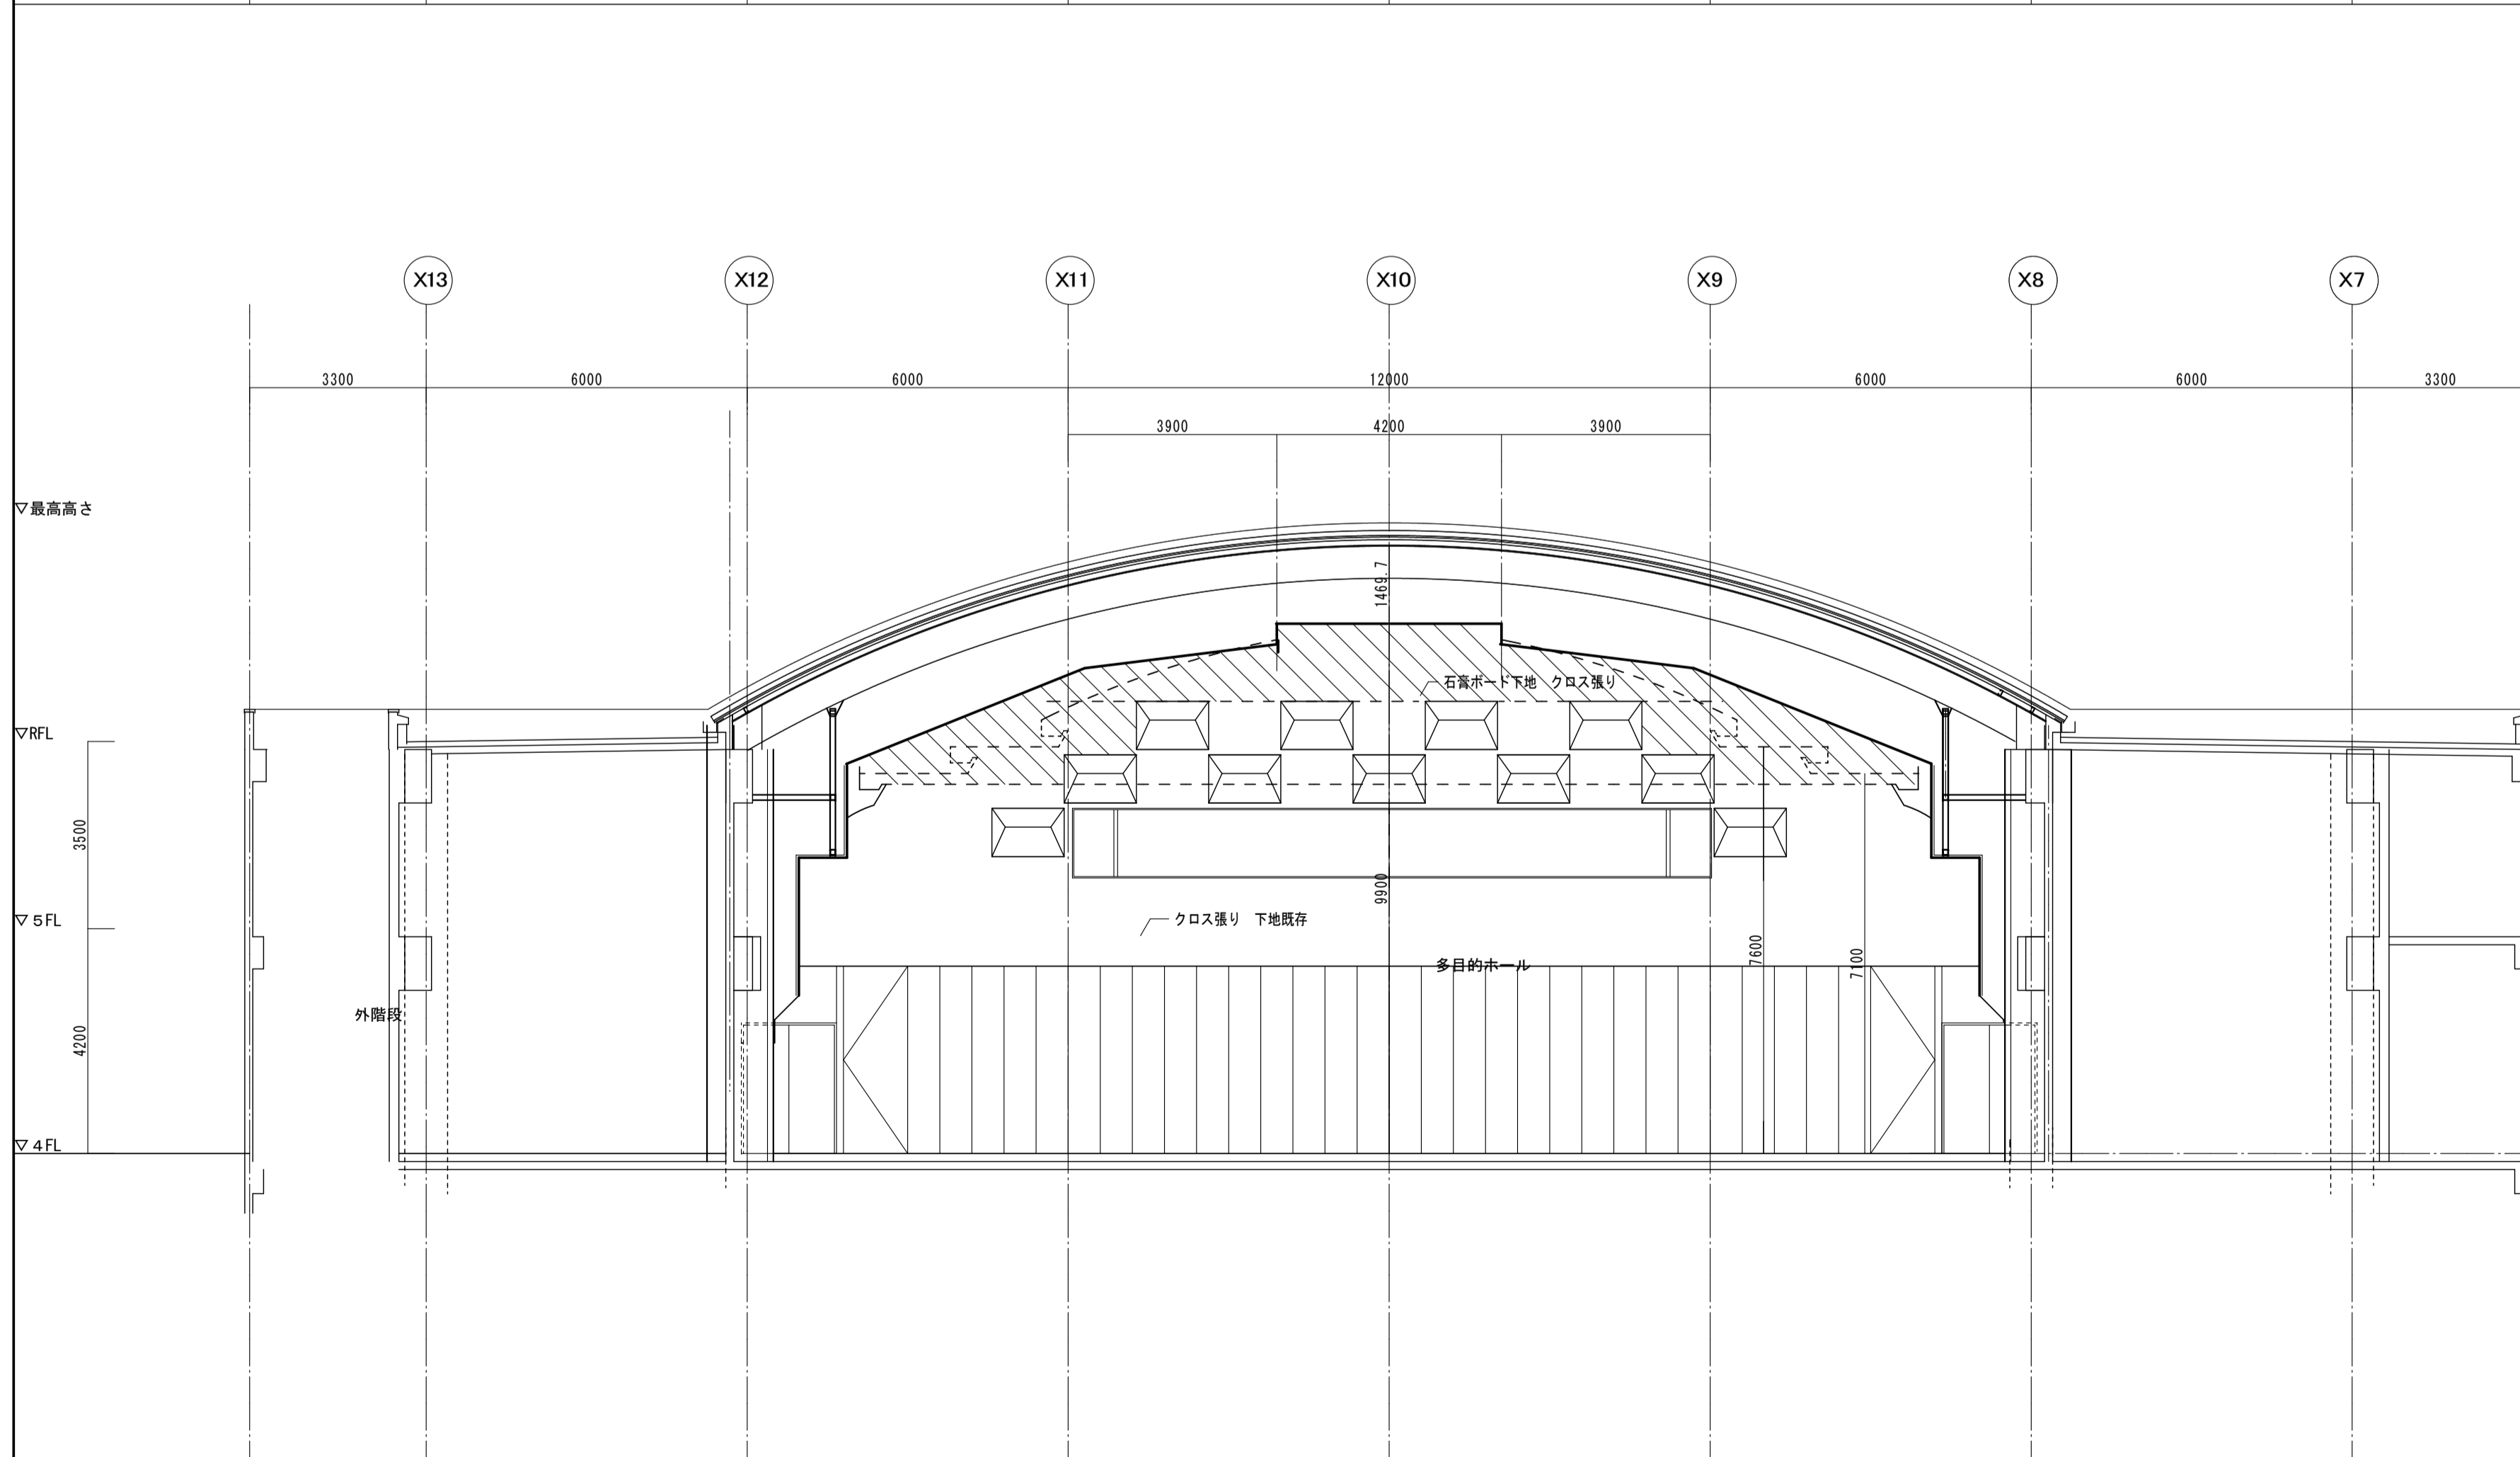 X13
X12
X11
X10
X9
X8
X7
3300
6000
6000
12000
6000
6000
3300
3900
4200
3900
▽最高高さ
1469.7
石膏ボード下地　クロス張り
▽RFL
3500
9900
▽５FL
クロス張り　下地既存
7600
7100
多目的ホール
外階段
4200
▽４FL